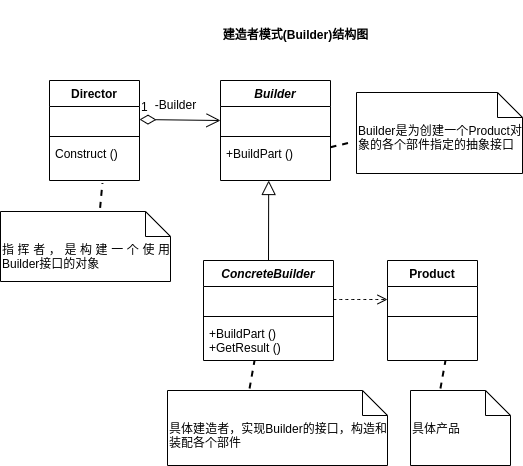 建造者模式(Builder)结构图
Director
1
-Builder
Builder
Construct ()
+BuildPart ()
Builder是为创建一个Product对
象的各个部件指定的抽象接口
指挥者，是构建一个使用
Builder接口的对象
ConcreteBuilder
Product
+BuildPart ()
+GetResult ()
具体建造者，实现Builder的接口，构造和
装配各个部件
具体产品